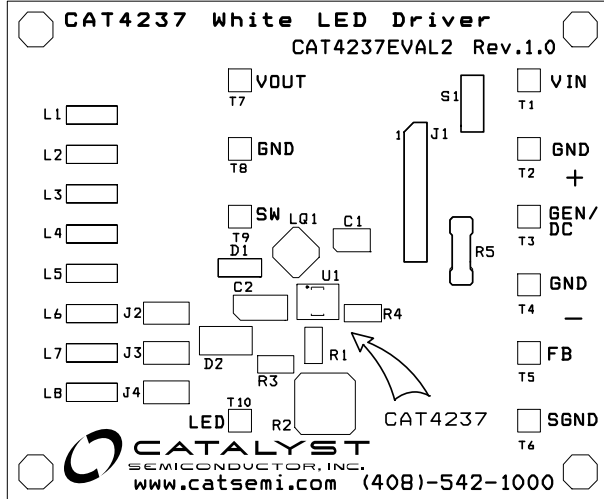 CAT4237 White LED Driver
CAT4237EVAL2 Rev.1.0
VOUT
T7
S1
VIN
T1
L1
1
J1
L2
GND
T8
GND
T2
+
L3
SW
T9
LQ1
C1
GEN/
DC
T3
L4
D1
R5
L5
U1
GND
T4
C2
−
L6
J2
R4
L7
J3
D2
R1
FB
T5
R3
L8
J4
T10
LED
R2
CAT4237
SGND
T6
CATALYST
SEMICONDUCTOR, INC.
www.catsemi.com (408)-542-1000